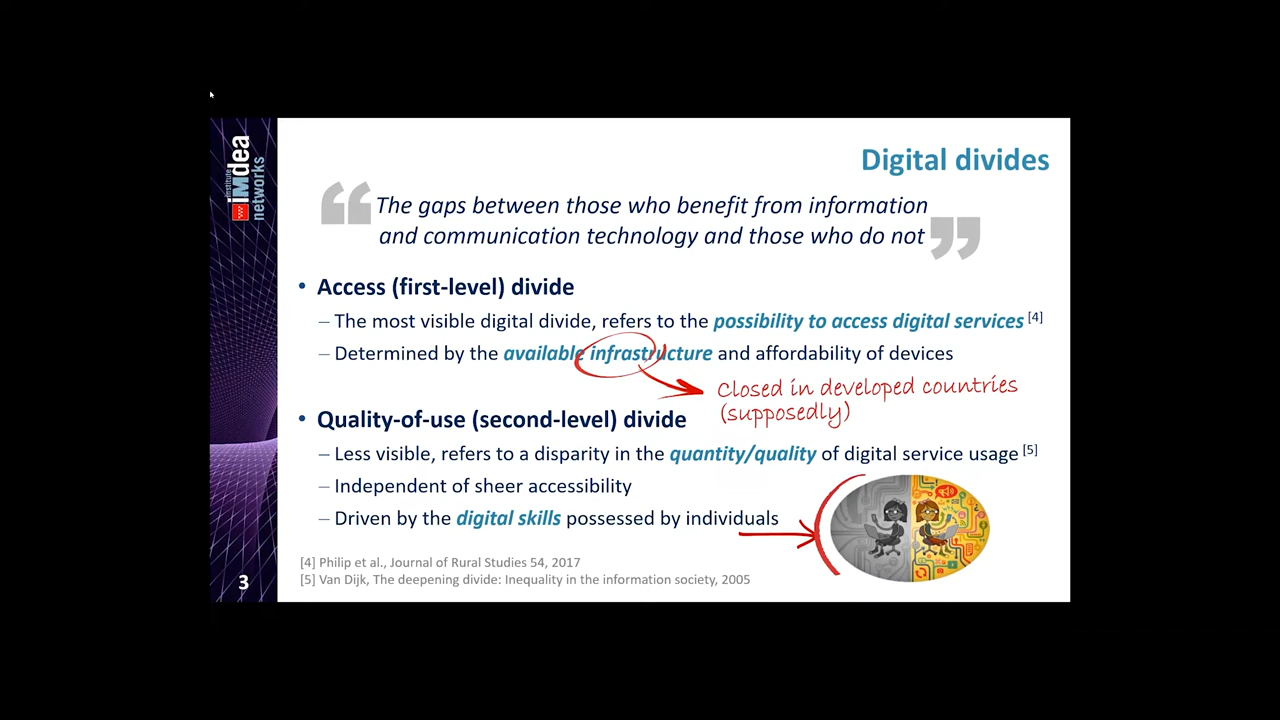 institute
iMdea
networks
Digital divides
“ The gaps between those who benefit from information
and communication technology and those who do not ”
• Access (first-level) divide
– The most visible digital divide, refers to the possibility to access digital services [4]
– Determined by the available infrastructure and affordability of devices
Closed in developed countries
(supposedly)
• Quality-of-use (second-level) divide
– Less visible, refers to a disparity in the quantity/quality of digital service usage [5]
– Independent of sheer accessibility
– Driven by the digital skills possessed by individuals
[4] Philip et al., Journal of Rural Studies 54, 2017
[5] Van Dijk, The deepening divide: Inequality in the information society, 2005
3